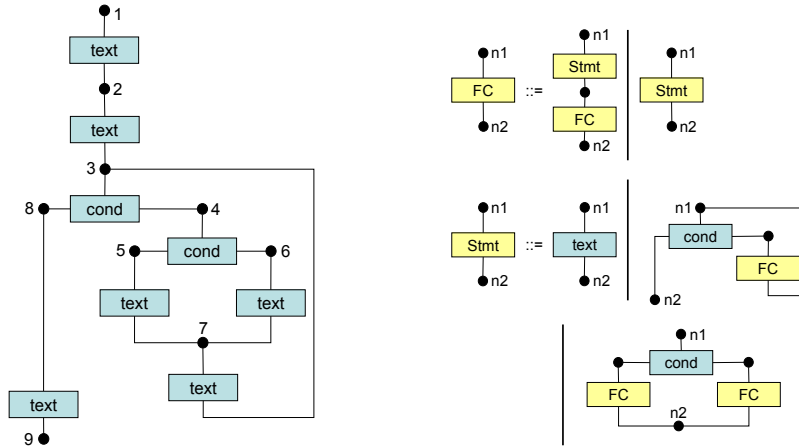 1
text
2
text
3
8
cond
4
5
cond
6
text
text
7
text
text
9
n1
FC
n2
::=
n1
Stmt
FC
n2
n1
Stmt
n2
n1
Stmt
n2
::=
n1
text
n2
n1
cond
FC
n2
n1
cond
FC
FC
n2